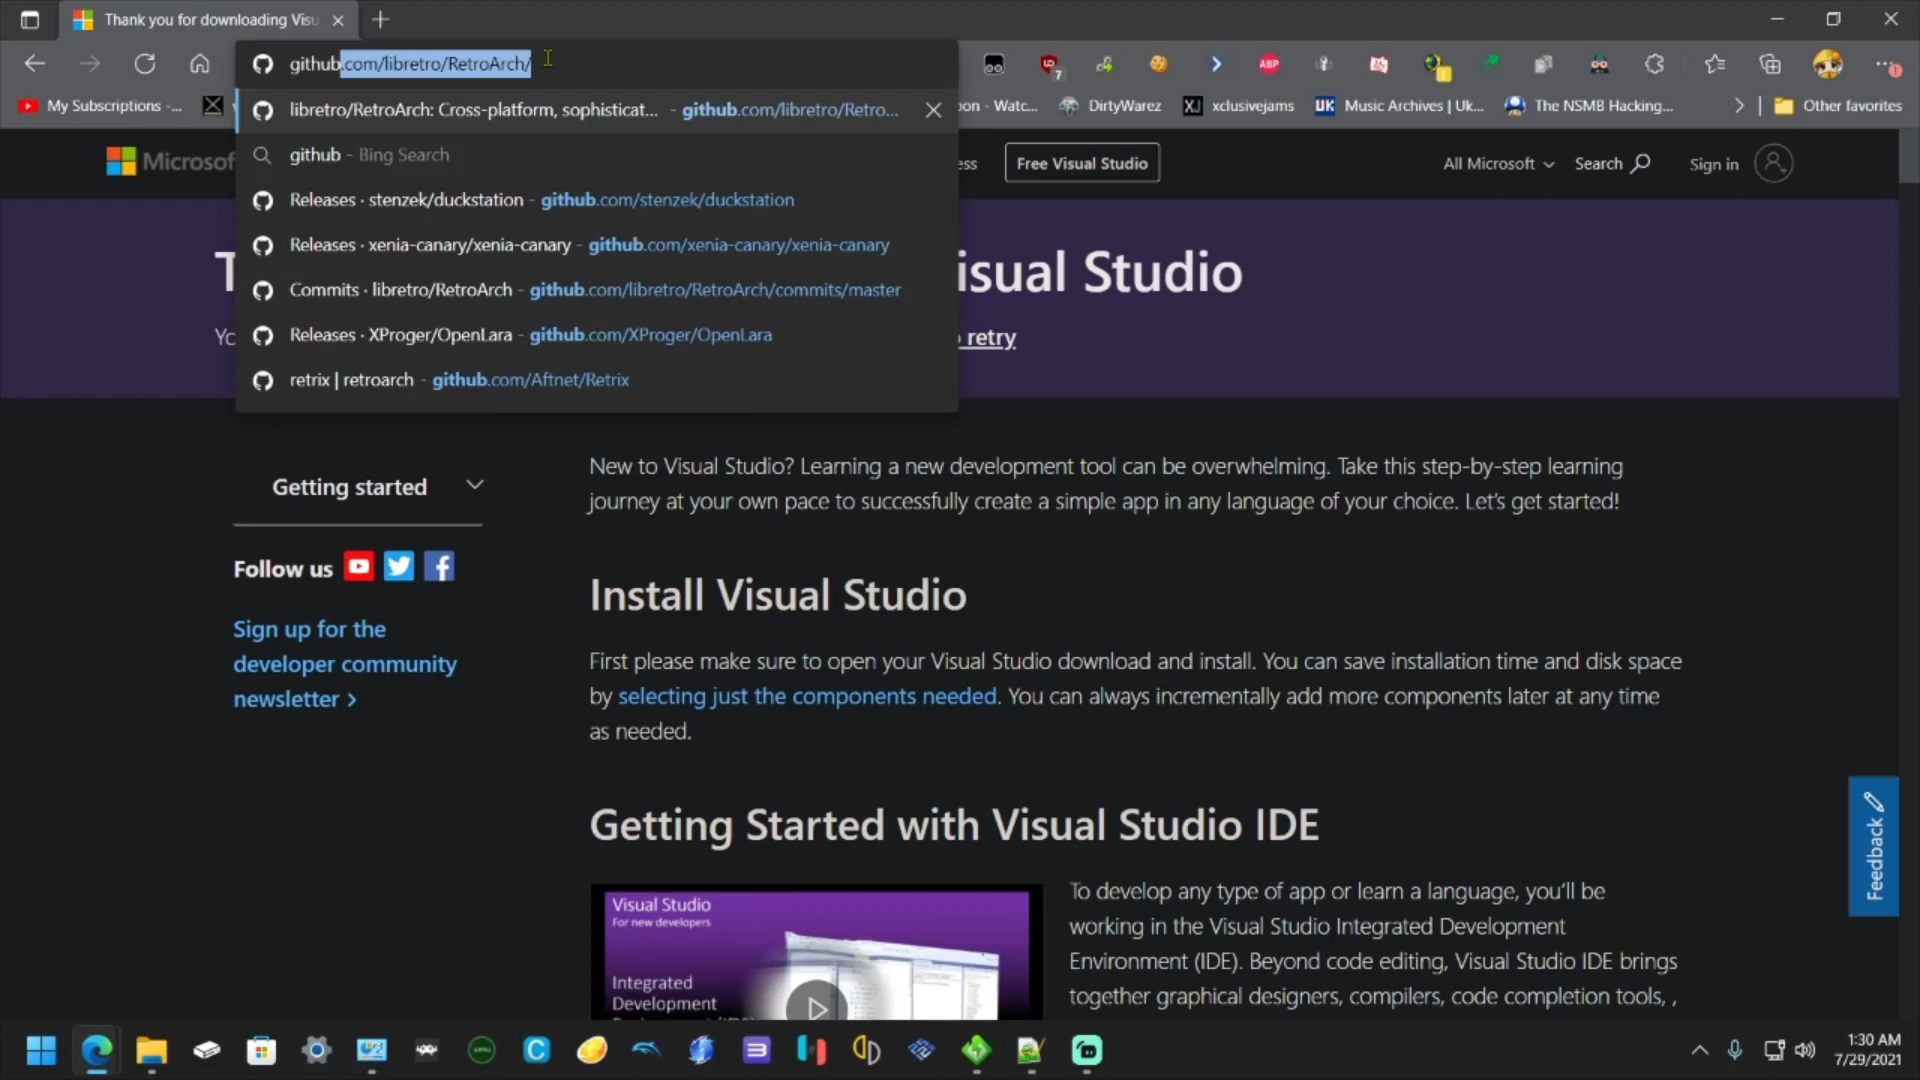 Thank you for downloading Visu
github.com/libretro/RetroArch/
7
ABP
My Subscriptions - ...
on - Watc...
DirtyWarez
XJ
xclusivejams
UK
Music Archives | Uk...
The NSMB Hacking...
Other favorites
libretro/RetroArch: Cross-platform, sophisticat... - github.com/libretro/Retro...
github - Bing Search
Releases · stenzek/duckstation - github.com/stenzek/duckstation
Releases · xenia-canary/xenia-canary - github.com/xenia-canary/xenia-canary
Commits · libretro/RetroArch - github.com/libretro/RetroArch/commits/master
Releases · XProger/OpenLara - github.com/XProger/OpenLara
retrix | retroarch - github.com/Aftnet/Retrix
Microsof
ess
Free Visual Studio
All Microsoft
Search
Sign in
T
isual Studio
Yo
retry
Getting started
Follow us
Sign up for the
developer community
newsletter >
New to Visual Studio? Learning a new development tool can be overwhelming. Take this step-by-step learning
journey at your own pace to successfully create a simple app in any language of your choice. Let's get started!
Install Visual Studio
First please make sure to open your Visual Studio download and install. You can save installation time and disk space
by selecting just the components needed. You can always incrementally add more components later at any time
as needed.
Getting Started with Visual Studio IDE
Visual Studio
For new developers
Integrated
Development
To develop any type of app or learn a language, you'll be
working in the Visual Studio Integrated Development
Environment (IDE). Beyond code editing, Visual Studio IDE brings
together graphical designers, compilers, code completion tools, ,
Feedback
1:30 AM
7/29/2021